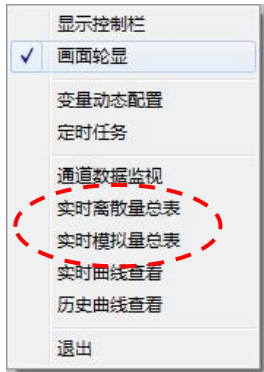 显示控制栏
画面轮显
变量动态配置
定时任务
通道数据监视
实时离散量总表
实时模拟量总表
实时曲线查看
历史曲线查看
退出